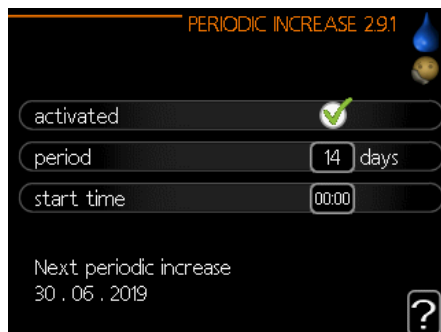 PERIODIC INCREASE 2.9.1
activated
period 14 days
start time 00:00
Next periodic increase
30 . 06 . 2019
?